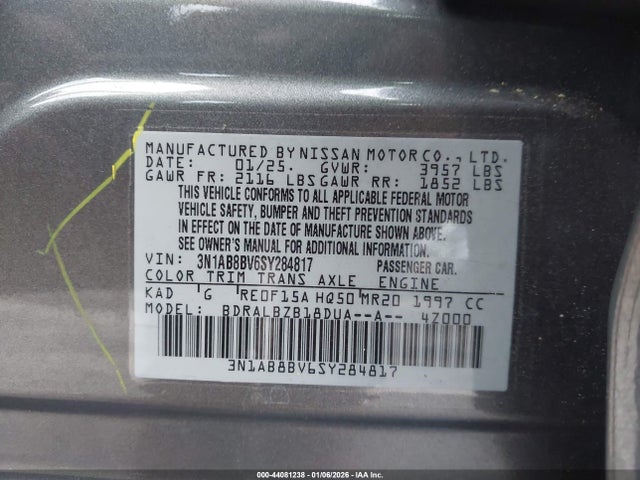 MANUFACTURED BY NISSAN MOTOR CO., LTD.
DATE: 01/25. GVWR: 3957 LBS
GAWR FR: 2116 LBS GAWR RR: 1852 LBS
THIS VEHICLE CONFORMS TO ALL APPLICABLE FEDERAL MOTOR
VEHICLE SAFETY, BUMPER AND THEFT PREVENTION STANDARDS
IN EFFECT ON THE DATE OF MANUFACTURE SHOWN ABOVE.
SEE OWNER'S MANUAL FOR ADDITIONAL INFORMATION.
VIN: 3N1AB8BV6SY284817 PASSENGER CAR.
COLOR TRIM TRANS AXLE ENGINE
KAD G RE0F15A HQ50 MR20 1997 CC
MODEL: BDRALBZB18DUA--A-- 4Z000
3N1AB8BV6SY284817
000-44081238 - 01/06/2026 - IAA Inc.